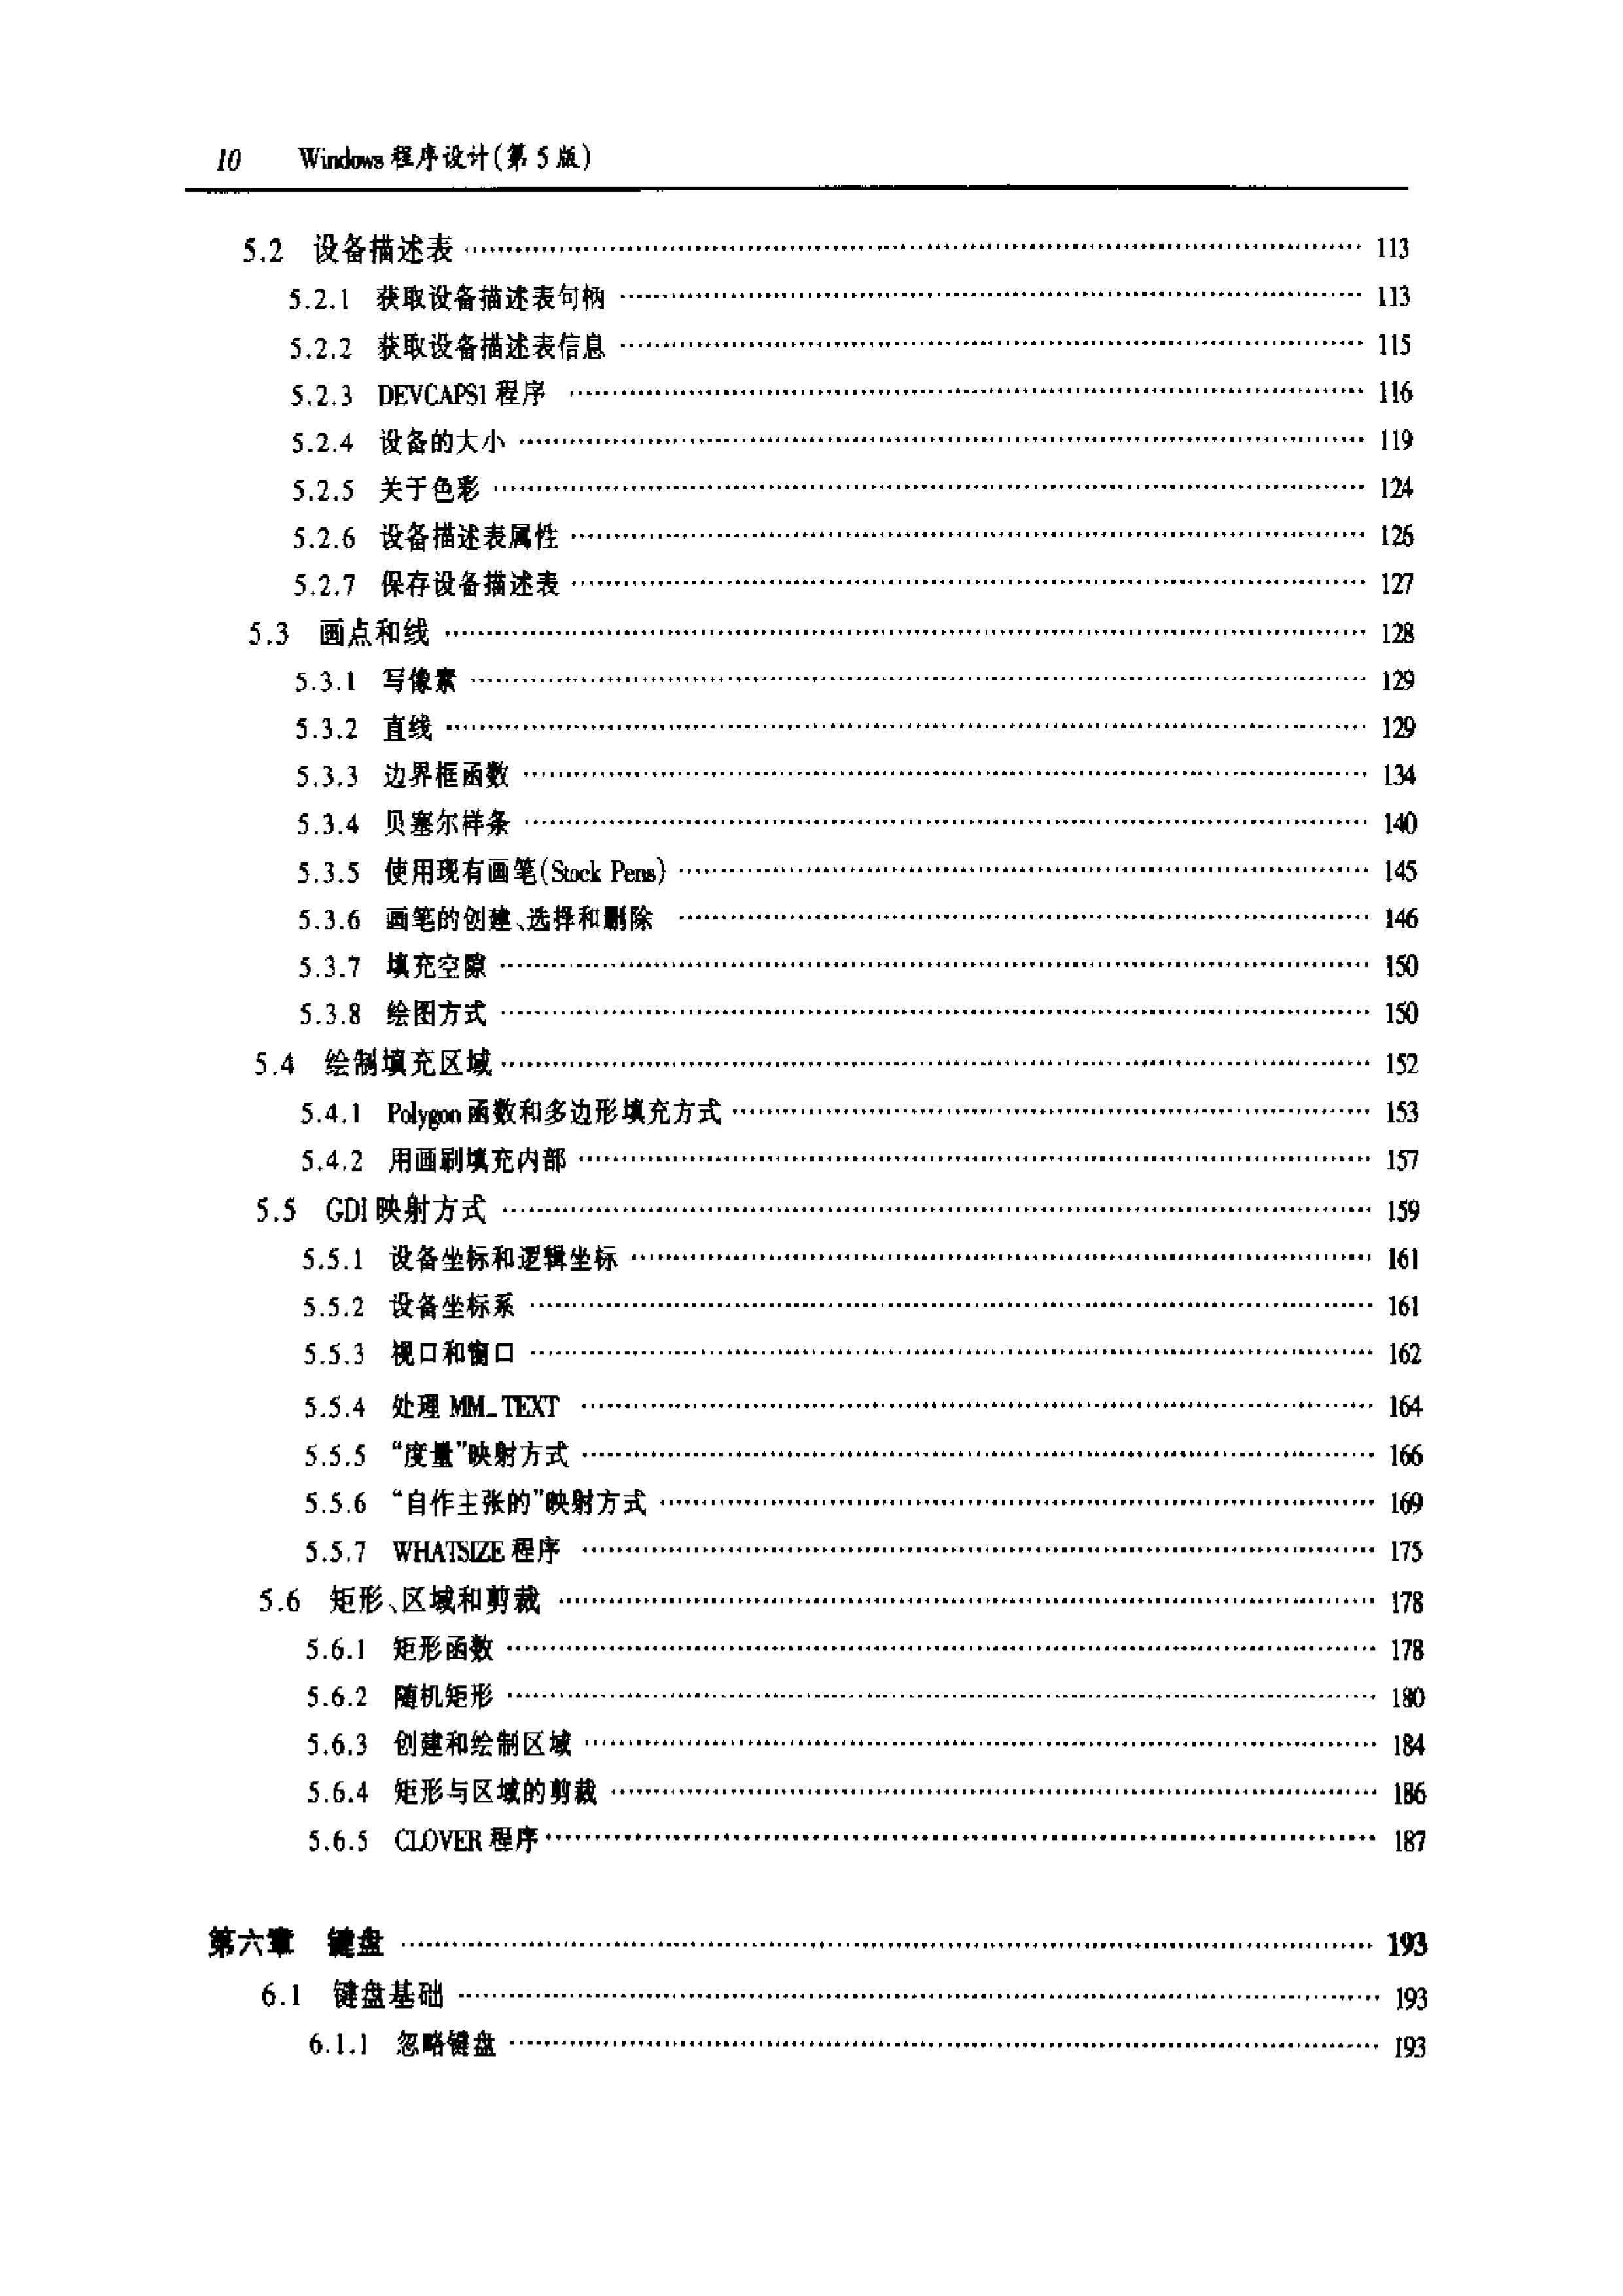 10 Windows 程序设计(第 5 版)
5.2 设备描述表 113
5.2.1 获取设备描述表句柄 113
5.2.2 获取设备描述表信息 115
5.2.3 DEVCAPS1 程序 116
5.2.4 设备的大小 119
5.2.5 关于色彩 124
5.2.6 设备描述表属性 126
5.2.7 保存设备描述表 127
5.3 画点和线 128
5.3.1 写像素 129
5.3.2 直线 129
5.3.3 边界框函数 134
5.3.4 贝塞尔样条 140
5.3.5 使用现有画笔(Stock Pens) 145
5.3.6 画笔的创建、选择和删除 146
5.3.7 填充空隙 150
5.3.8 绘图方式 150
5.4 绘制填充区域 152
5.4.1 Polygon 函数和多边形填充方式 153
5.4.2 用画刷填充内部 157
5.5 GDI 映射方式 159
5.5.1 设备坐标和逻辑坐标 161
5.5.2 设备坐标系 161
5.5.3 视口和窗口 162
5.5.4 处理 MM_TEXT 164
5.5.5 “度量”映射方式 166
5.5.6 “自作主张的”映射方式 169
5.5.7 WHATSIZE 程序 175
5.6 矩形、区域和剪裁 178
5.6.1 矩形函数 178
5.6.2 随机矩形 180
5.6.3 创建和绘制区域 184
5.6.4 矩形与区域的剪裁 186
5.6.5 CLOVER 程序 187
第六章 键盘 193
6.1 键盘基础 193
6.1.1 忽略键盘 193